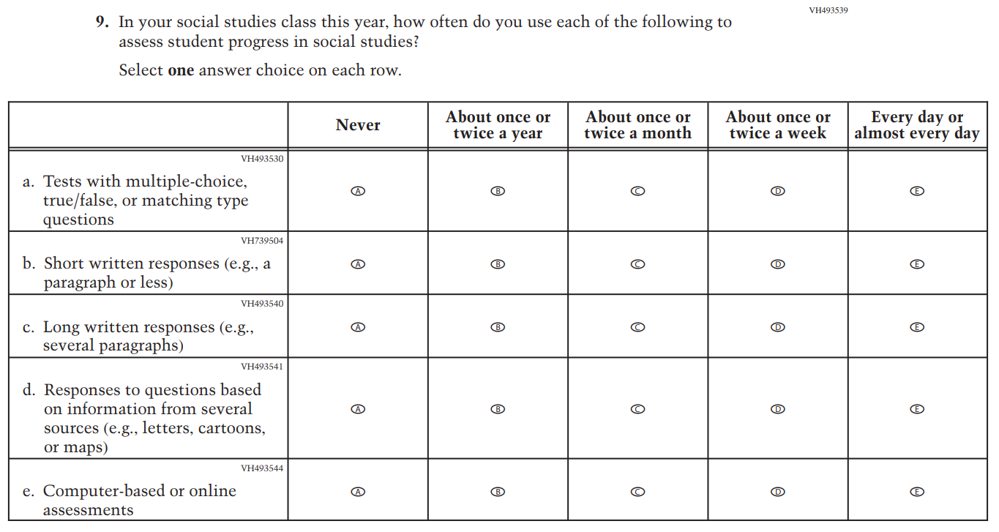 VH493539
9. In your social studies class this year, how often do you use each of the following to
assess student progress in social studies?
Select one answer choice on each row.
Never
About once or
twice a year
About once or
twice a month
About once or
twice a week
Every day or
almost every day
VH493530
a. Tests with multiple-choice,
true/false, or matching type
questions
A B C D E
VH739504
b. Short written responses (e.g., a
paragraph or less)
A B C D E
VH493540
c. Long written responses (e.g.,
several paragraphs)
A B C D E
VH493541
d. Responses to questions based
on information from several
sources (e.g., letters, cartoons,
or maps)
A B C D E
VH493544
e. Computer-based or online
assessments
A B C D E